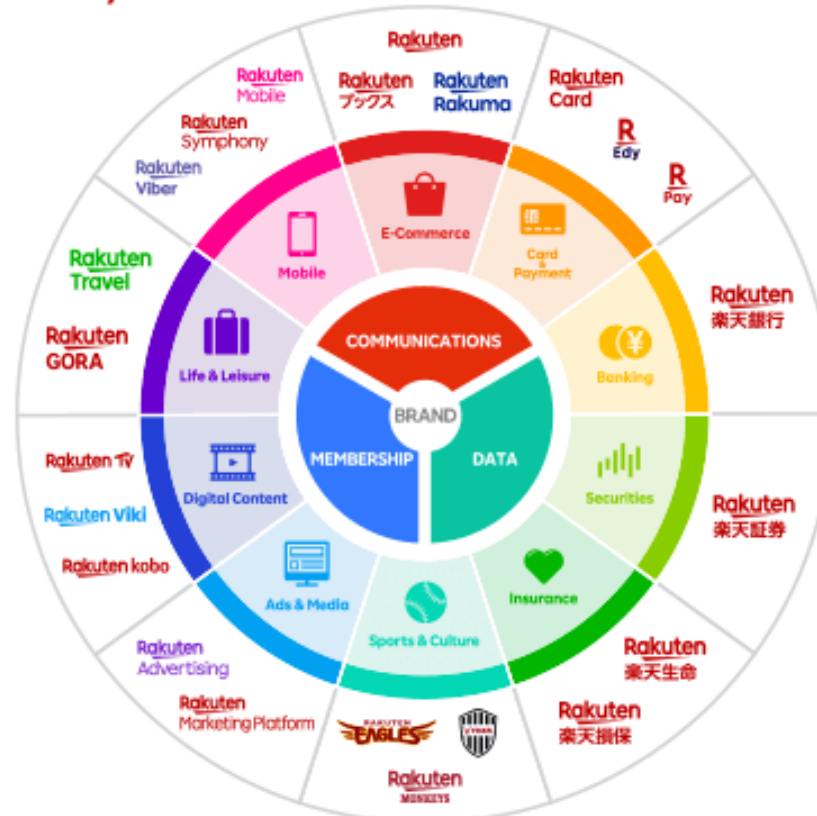 Rakuten
Rakuten
ブックス
Rakuten
Rakuma
Rakuten
Card
R
Edy
R
Pay
Rakuten
楽天銀行
Rakuten
楽天証券
Rakuten
楽天生命
Rakuten
楽天損保
RAKUTEN
EAGLES
VISSEL
Rakuten
MONKEYS
Rakuten
Advertising
Rakuten
Marketing Platform
Rakuten TV
Rakuten Viki
Rakuten kobo
Rakuten
Travel
Rakuten
GORA
Rakuten
Mobile
Rakuten
Symphony
Rakuten
Viber
E-Commerce
Card
&
Payment
Banking
Securities
Insurance
Sports & Culture
Ads & Media
Digital Content
Life & Leisure
Mobile
COMMUNICATIONS
BRAND
MEMBERSHIP
DATA